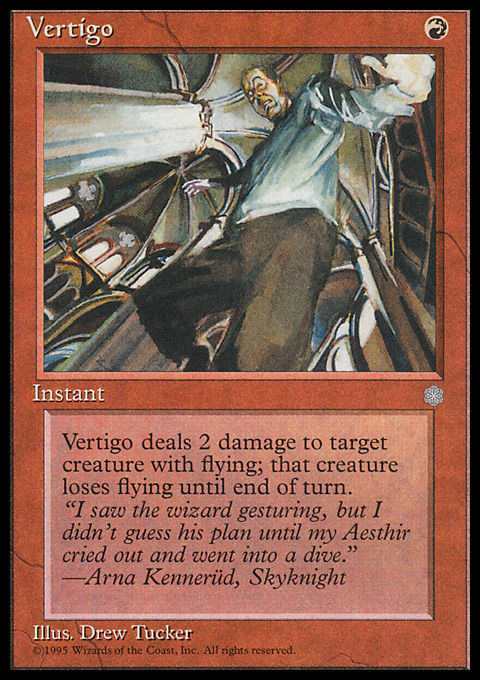 Vertigo
Instant
Vertigo deals 2 damage to target
creature with flying; that creature
loses flying until end of turn.
“I saw the wizard gesturing, but I
didn’t guess his plan until my Aesthir
cried out and went into a dive.”
—Arna Kennerüd, Skyknight
Illus. Drew Tucker
©1995 Wizards of the Coast, Inc. All rights reserved.